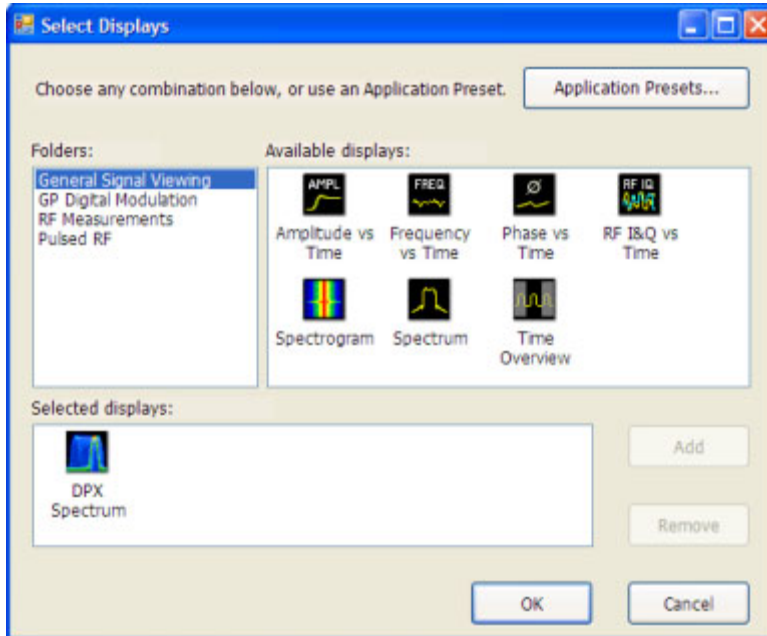 Select Displays
Choose any combination below, or use an Application Preset.
Application Presets...
Folders:
General Signal Viewing
GP Digital Modulation
RF Measurements
Pulsed RF
Available displays:
AMPL
FREQ
Ø
RF IQ
Amplitude vs
Time
Frequency
vs Time
Phase vs
Time
RF I&Q vs
Time
Spectrogram
Spectrum
Time
Overview
Selected displays:
DPX
Spectrum
Add
Remove
OK
Cancel